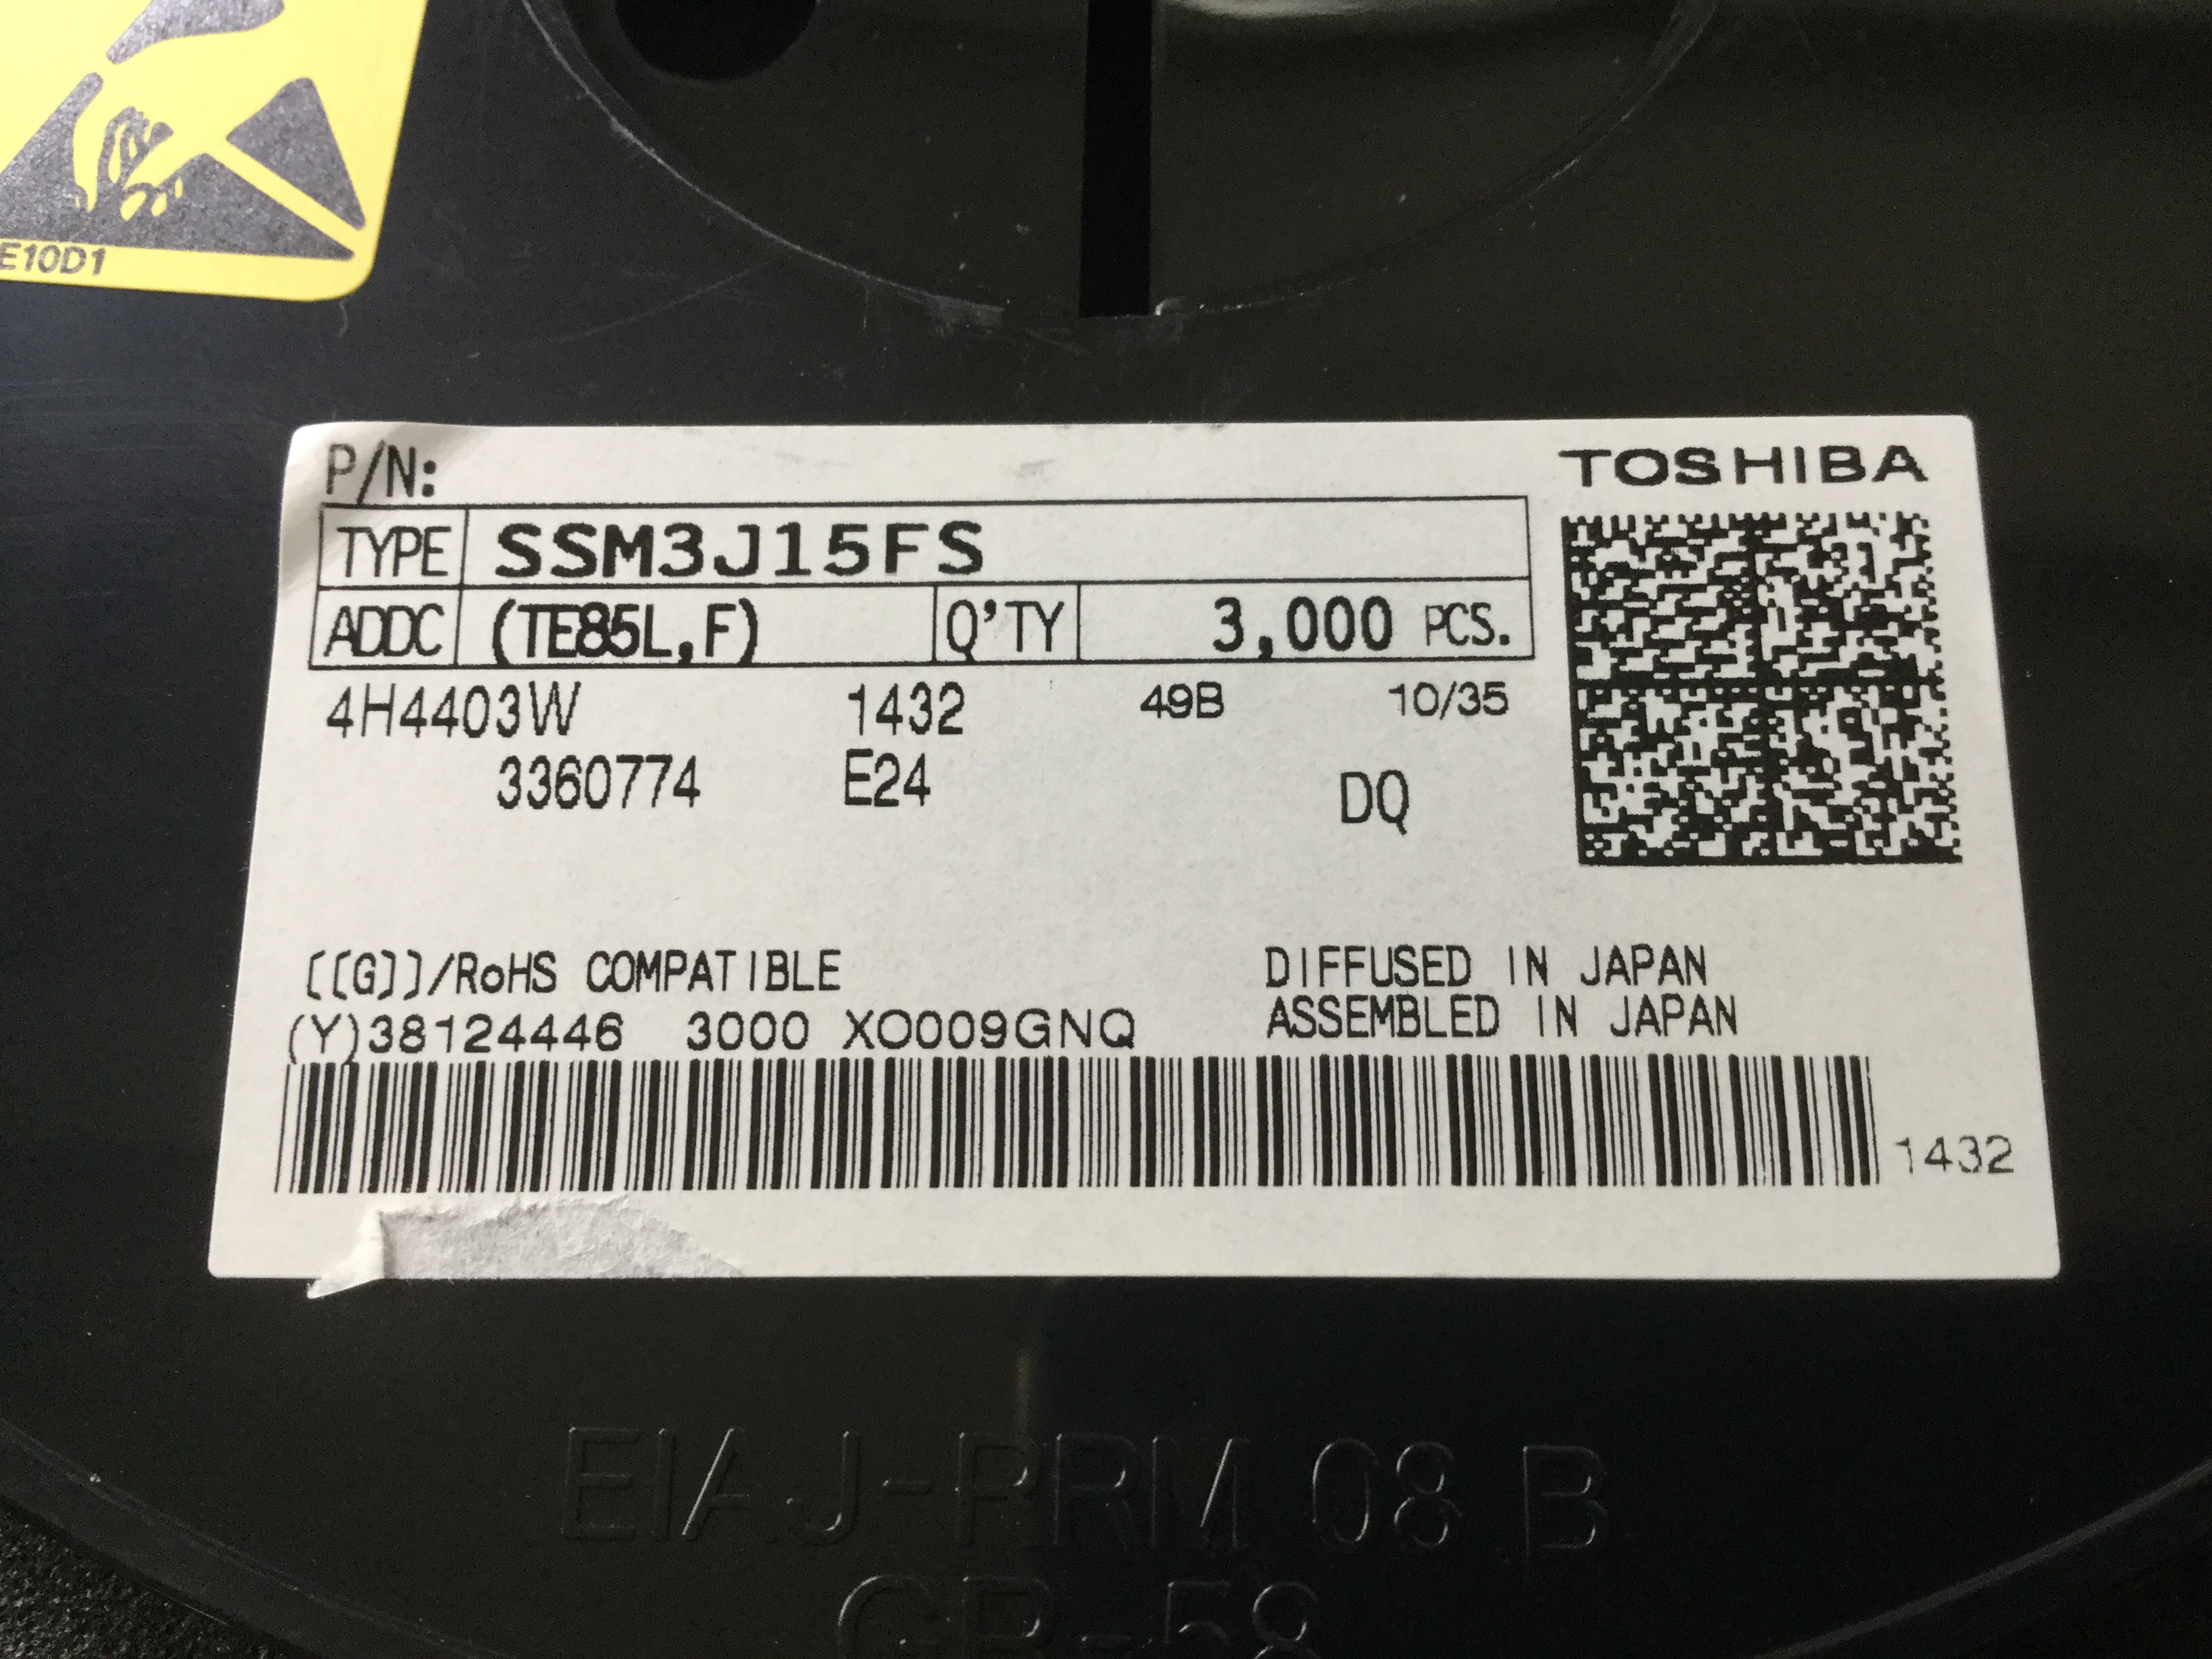 E10D1
P/N:
TOSHIBA
TYPE SSM3J15FS
ADDC (TE85L,F) Q'TY 3,000 PCS.
4H4403W 1432 49B 10/35
3360774 E24 DQ
[[G]]/RoHS COMPATIBLE
DIFFUSED IN JAPAN
ASSEMBLED IN JAPAN
(Y)38124446 3000 XO009GNQ
1432
EIAJ-RRM 08 B